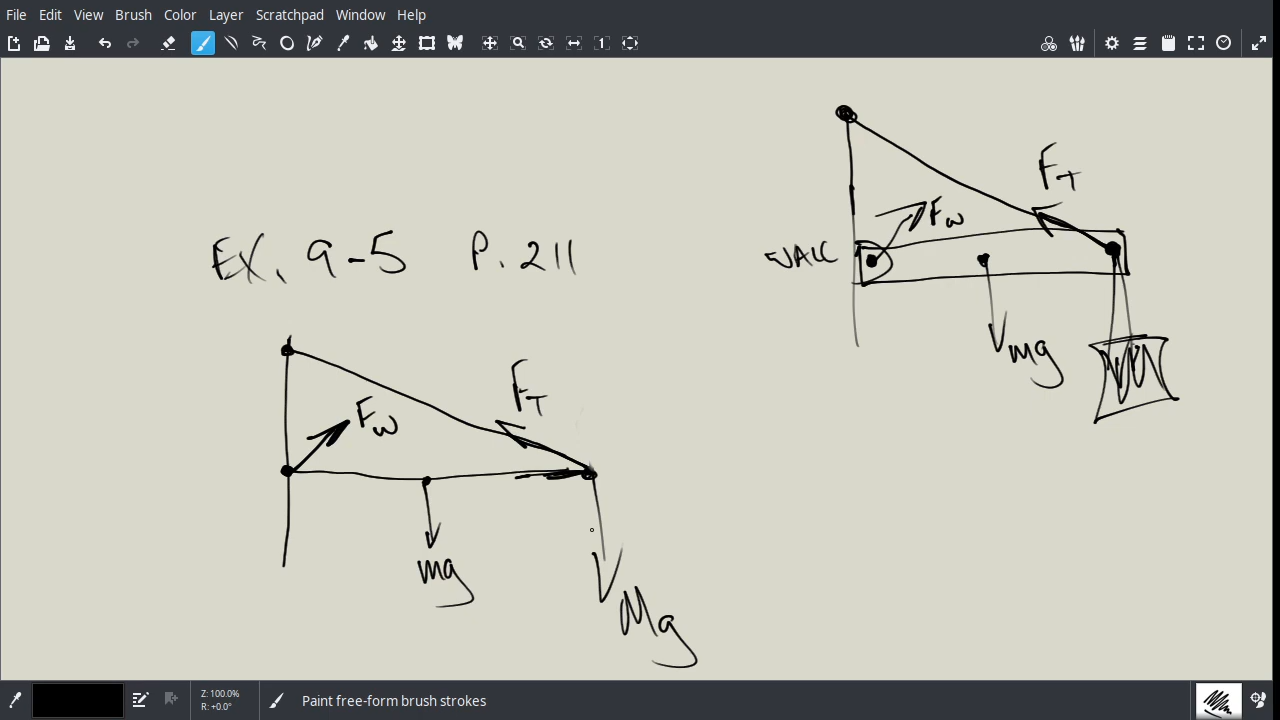 File Edit View Brush Color Layer Scratchpad Window Help
1
EX. 9-5 P. 211
WALL
Fw
FT
mg
Fw
FT
mg
Mg
Z: 100.0%
R: +0.0°
Paint free-form brush strokes